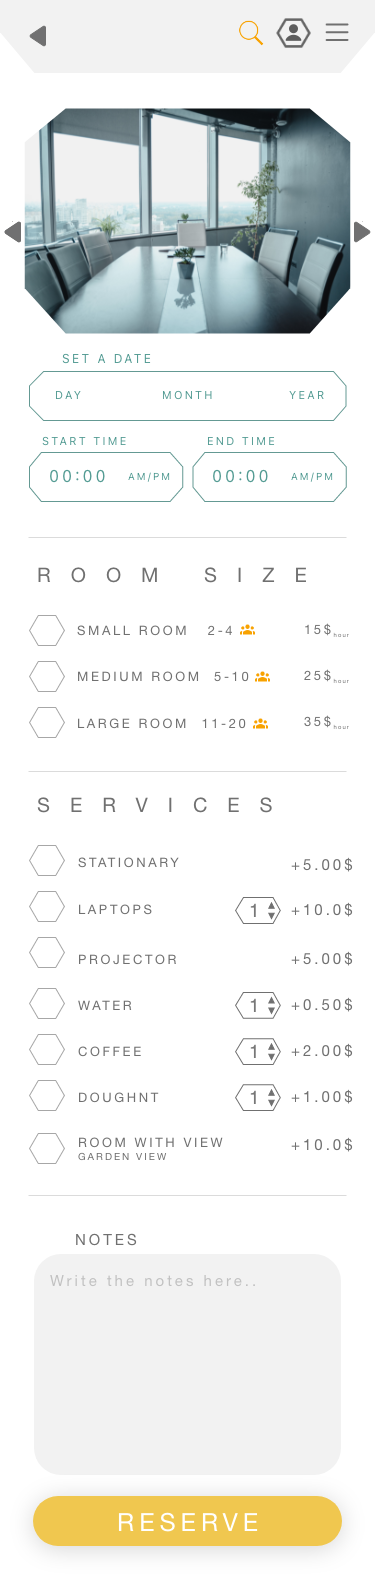 SET A DATE
DAY MONTH YEAR
START TIME END TIME
00:00 AM/PM 00:00 AM/PM
ROOM SIZE
SMALL ROOM 2-4 15$hour
MEDIUM ROOM 5-10 25$hour
LARGE ROOM 11-20 35$hour
SERVICES
STATIONARY +5.00$
LAPTOPS 1 +10.0$
PROJECTOR +5.00$
WATER 1 +0.50$
COFFEE 1 +2.00$
DOUGHNT 1 +1.00$
ROOM WITH VIEW +10.0$
GARDEN VIEW
NOTES
Write the notes here..
RESERVE